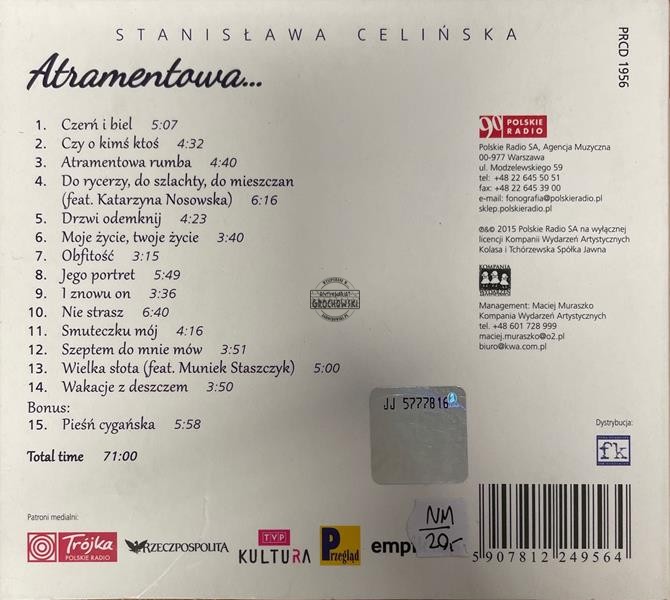 STANISŁAWA CELIŃSKA
Atramentowa...
PRCD 1956
1. Czerń i biel 5:07
2. Czy o kimś ktoś 4:32
3. Atramentowa rumba 4:40
4. Do rycerzy, do szlachty, do mieszczan
(feat. Katarzyna Nosowska) 6:16
5. Drzwi odemknij 4:23
6. Moje życie, twoje życie 3:40
7. Obfitość 3:15
8. Jego portret 5:49
9. I znowu on 3:36
10. Nie strasz 6:40
11. Smuteczku mój 4:16
12. Szeptem do mnie mów 3:51
13. Wielka słota (feat. Muniek Staszczyk) 5:00
14. Wakacje z deszczem 3:50
Bonus:
15. Pieśń cygańska 5:58
Total time 71:00
90 POLSKIE
RADIO
Polskie Radio SA, Agencja Muzyczna
00-977 Warszawa
ul. Modzelewskiego 59
tel: +48 22 645 50 51
fax: +48 22 645 39 00
e-mail: fonografia@polskieradio.pl
sklep.polskieradio.pl
℗&© 2015 Polskie Radio SA na wyłącznej
licencji Kompanii Wydarzeń Artystycznych
Kolasa i Tchórzewska Spółka Jawna
KOMPANIA
Management: Maciej Muraszko
Kompania Wydarzeń Artystycznych
tel. +48 601 728 999
maciej.muraszko@o2.pl
biuro@kwa.com.pl
GROCHOWSKI
JJ 5777816
Dystrybucja:
fk
Patroni medialni:
Trójka
POLSKIE RADIO
RZECZPOSPOLITA
TVP
KULTURA
Przegląd
NM
20,-
5 907812 249564